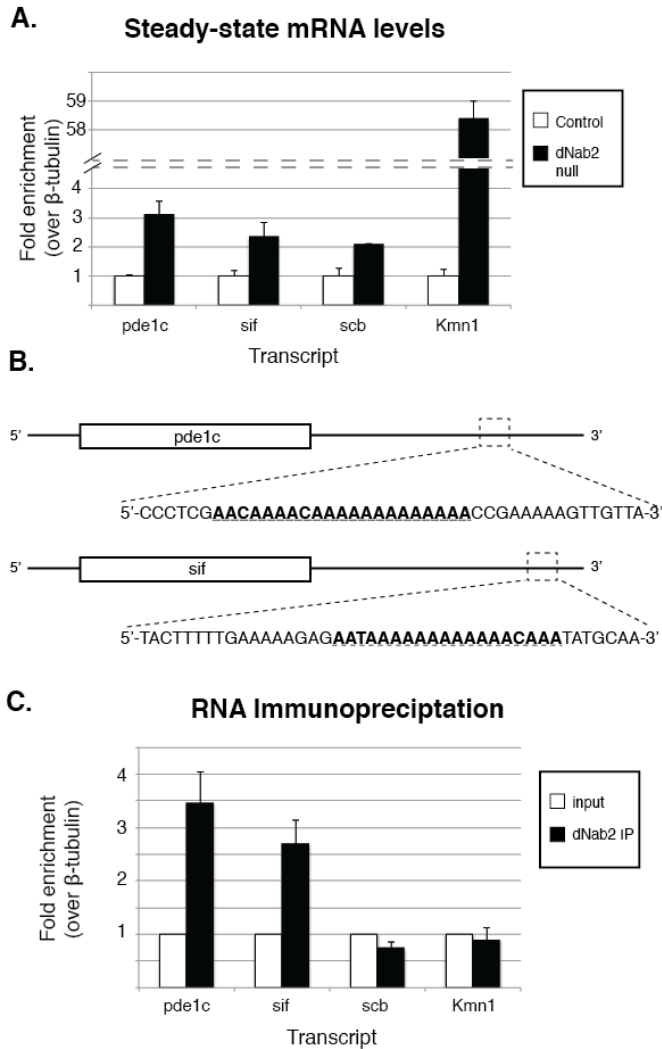 A.
Steady-state mRNA levels
Fold enrichment
(over β-tubulin)
59
58
4
3
2
1
Control
dNab2
null
pde1c sif scb Kmn1
Transcript
B.
5' pde1c 3'
5'-CCCTCGAACAAAACAAAAAAAAAAAAACCGAAAAAGTTGTTA-3'
5' sif 3'
5'-TACTTTTTGAAAAAGAGAATAAAAAAAAAAAACAAATATGCAA-3'
C.
RNA Immunopreciptation
Fold enrichment
(over β-tubulin)
4
3
2
1
input
dNab2 IP
pde1c sif scb Kmn1
Transcript